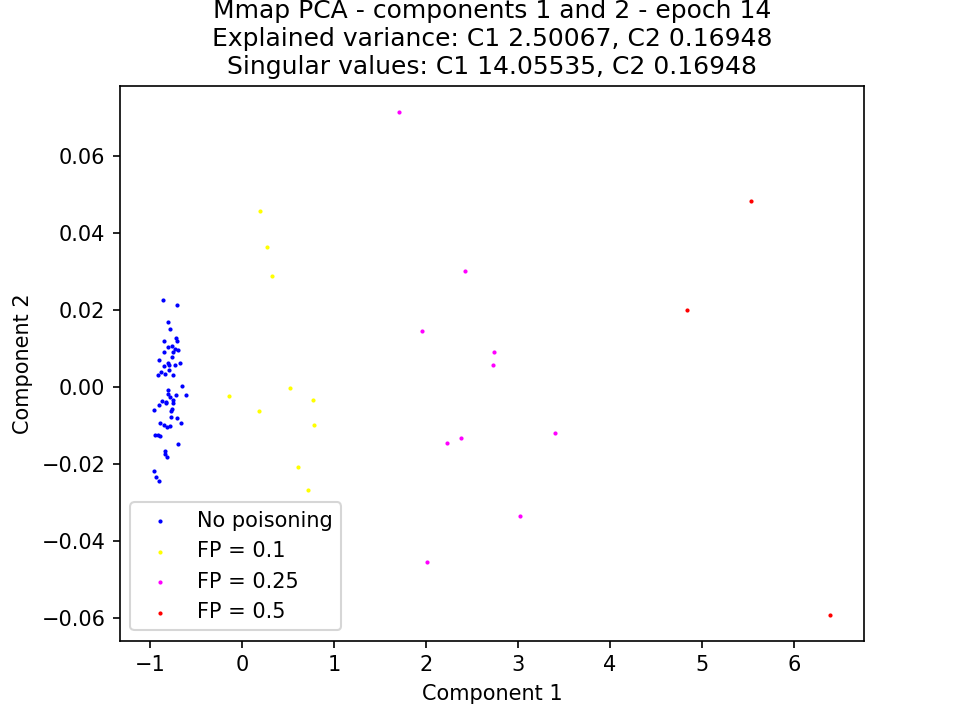 Mmap PCA - components 1 and 2 - epoch 14
Explained variance: C1 2.50067, C2 0.16948
Singular values: C1 14.05535, C2 0.16948
0.06
0.04
0.02
0.00
−0.02
−0.04
−0.06
Component 2
No poisoning
FP = 0.1
FP = 0.25
FP = 0.5
−1 0 1 2 3 4 5 6
Component 1